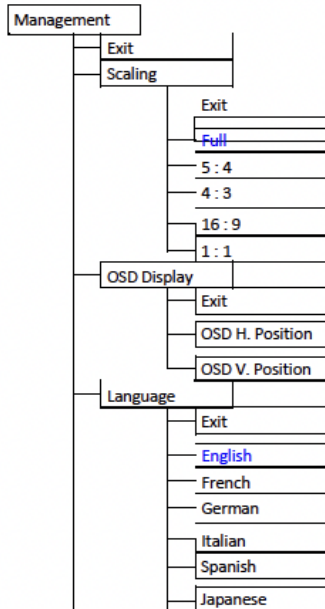 Management
Exit
Scaling
Exit
Full
5 : 4
4 : 3
16 : 9
1 : 1
OSD Display
Exit
OSD H. Position
OSD V. Position
Language
Exit
English
French
German
Italian
Spanish
Japanese